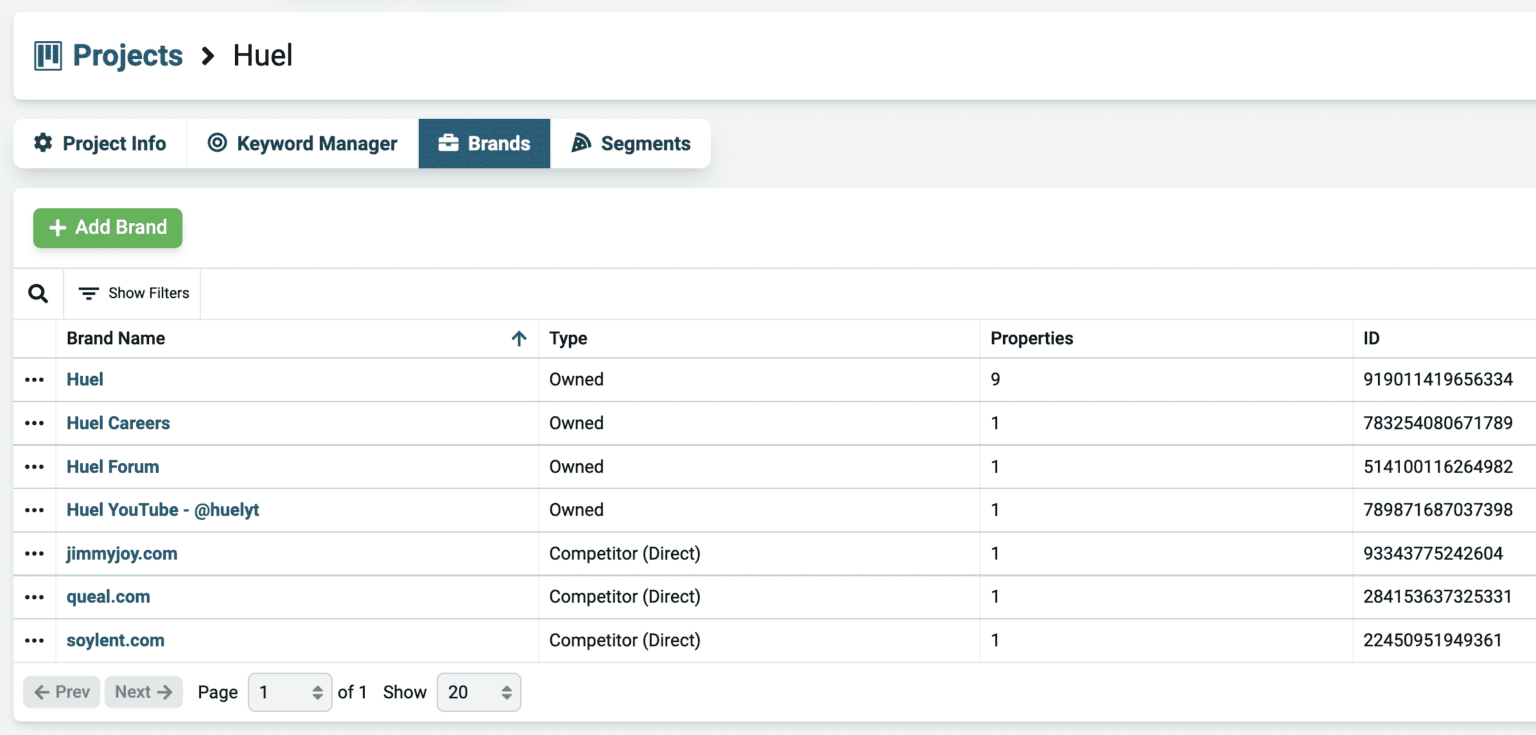 Projects > Huel
Project Info Keyword Manager Brands Segments
+ Add Brand
Show Filters
Brand Name Type Properties ID
Huel Owned 9 919011419656334
Huel Careers Owned 1 783254080671789
Huel Forum Owned 1 514100116264982
Huel YouTube - @huelyt Owned 1 789871687037398
jimmyjoy.com Competitor (Direct) 1 93343775242604
queal.com Competitor (Direct) 1 284153637325331
soylent.com Competitor (Direct) 1 22450951949361
← Prev Next → Page 1 of 1 Show 20